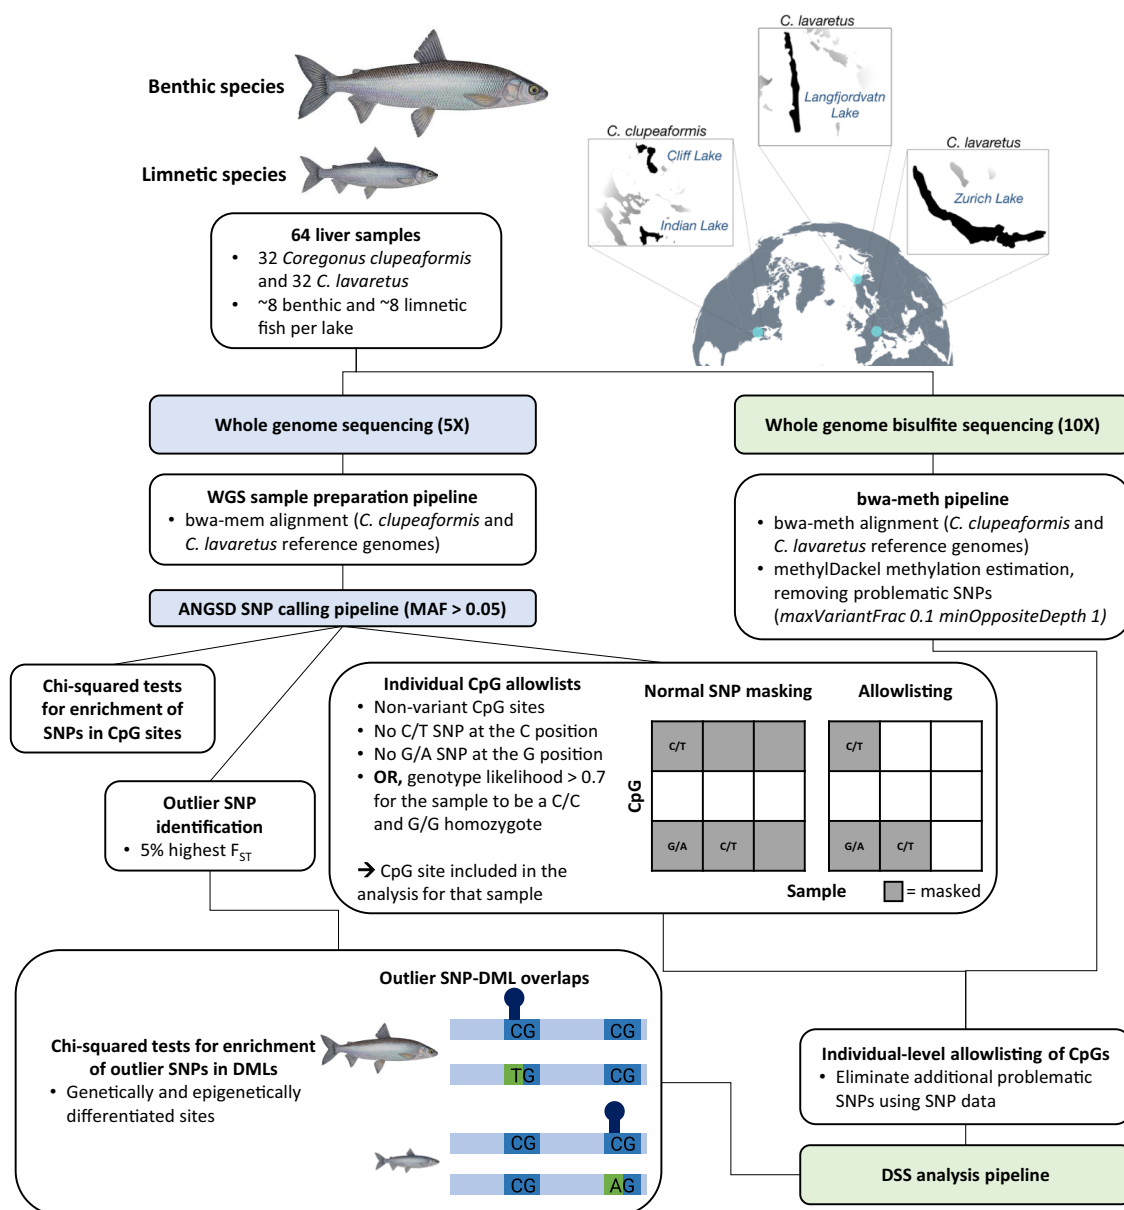 Benthic species
Limnetic species
C. lavaretus
Langfjordvatn
Lake
C. clupeaformis
Cliff Lake
Indian Lake
C. lavaretus
Zurich Lake
64 liver samples
• 32 Coregonus clupeaformis
and 32 C. lavaretus
• ~8 benthic and ~8 limnetic
fish per lake
Whole genome sequencing (5X)
Whole genome bisulfite sequencing (10X)
WGS sample preparation pipeline
• bwa-mem alignment (C. clupeaformis and
C. lavaretus reference genomes)
bwa-meth pipeline
• bwa-meth alignment (C. clupeaformis and
C. lavaretus reference genomes)
• methylDackel methylation estimation,
removing problematic SNPs
(maxVariantFrac 0.1 minOppositeDepth 1)
ANGSD SNP calling pipeline (MAF > 0.05)
Chi-squared tests
for enrichment of
SNPs in CpG sites
Outlier SNP
identification
• 5% highest FST
Individual CpG allowlists
• Non-variant CpG sites
• No C/T SNP at the C position
• No G/A SNP at the G position
• OR, genotype likelihood > 0.7
for the sample to be a C/C
and G/G homozygote
→ CpG site included in the
analysis for that sample
Normal SNP masking
Allowlisting
CpG
C/T
C/T
G/A
C/T
G/A
C/T
Sample
= masked
Outlier SNP-DML overlaps
Chi-squared tests for enrichment
of outlier SNPs in DMLs
• Genetically and epigenetically
differentiated sites
CG
CG
TG
CG
CG
CG
CG
AG
Individual-level allowlisting of CpGs
• Eliminate additional problematic
SNPs using SNP data
DSS analysis pipeline